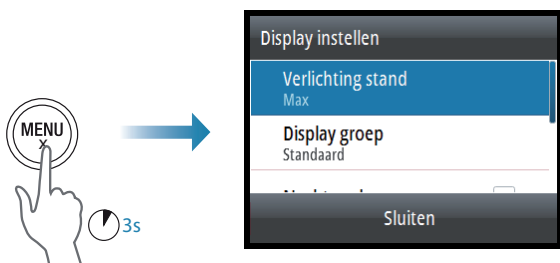 MENU
X
3s
Display instellen
Verlichting stand
Max
Display groep
Standaard
Sluiten